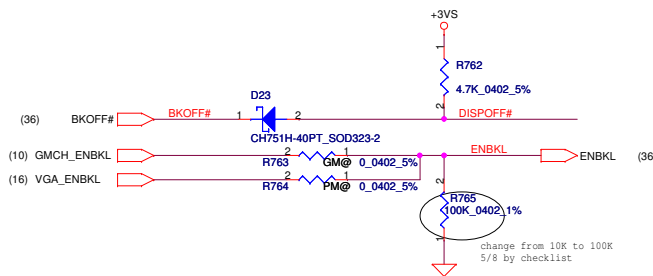 +3VS
1
R762
4.7K_0402_5%
2
D23
(36) BKOFF# BKOFF# 1 2 DISPOFF#
CH751H-40PT_SOD323-2
(10) GMCH_ENBKL 2 1 ENBKL ENBKL (36
R763 GM@ 0_0402_5%
(16) VGA_ENBKL 2 1
R764 PM@ 0_0402_5%
2
R765
100K_0402_1%
1
change from 10K to 100K
5/8 by checklist